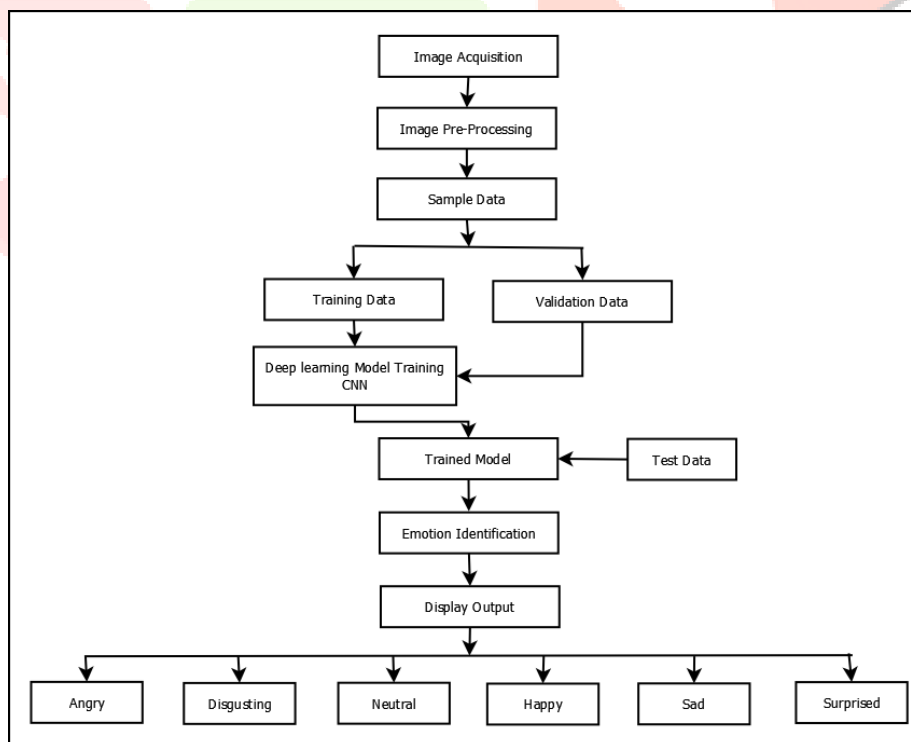 Image Acquisition
Image Pre-Processing
Sample Data
Training Data
Validation Data
Deep learning Model Training
CNN
Trained Model
Test Data
Emotion Identification
Display Output
Angry
Disgusting
Neutral
Happy
Sad
Surprised